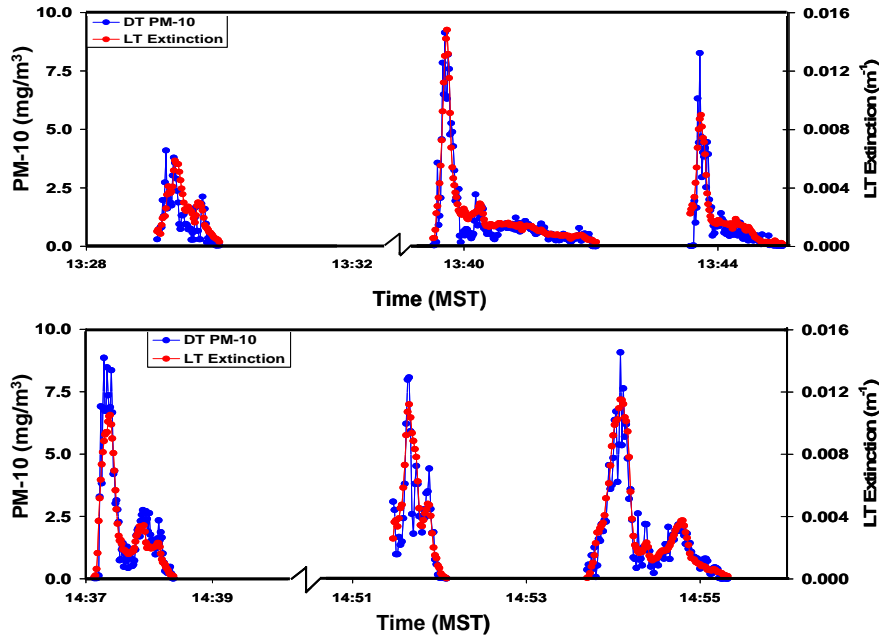 DT PM-10
LT Extinction
PM-10 (mg/m3)
10.0
7.5
5.0
2.5
0.0
LT Extinction (m-1)
0.016
0.012
0.008
0.004
0.000
13:28
13:32
13:40
13:44
Time (MST)
DT PM-10
LT Extinction
PM-10 (mg/m3)
10.0
7.5
5.0
2.5
0.0
LT Extinction (m-1)
0.016
0.012
0.008
0.004
0.000
14:37
14:39
14:51
14:53
14:55
Time (MST)